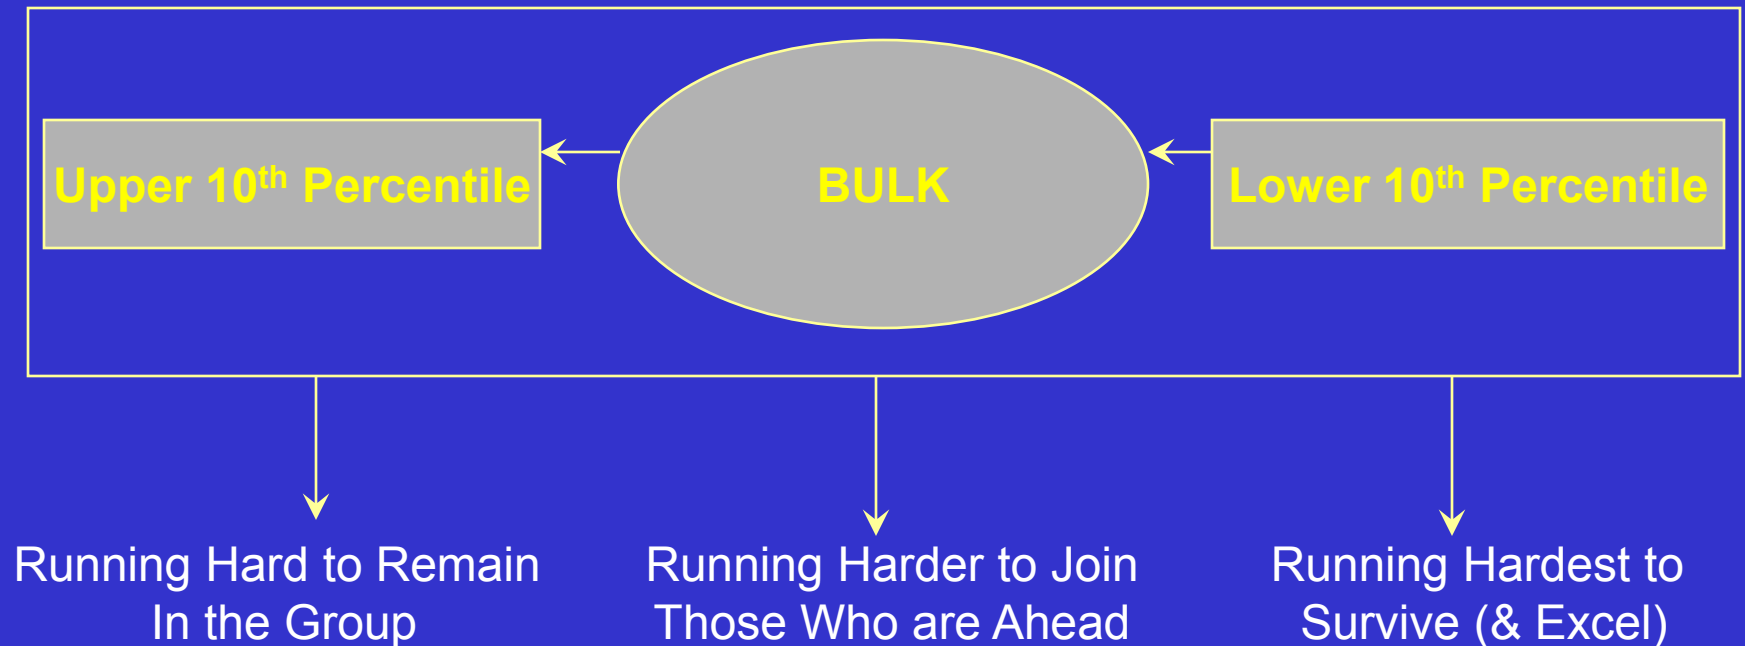 Upper 10th Percentile
BULK
Lower 10th Percentile
Running Hard to Remain
In the Group
Running Harder to Join
Those Who are Ahead
Running Hardest to
Survive (& Excel)